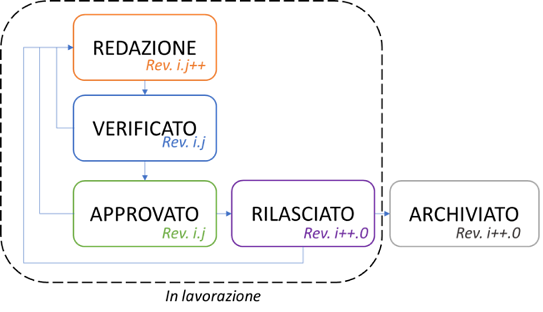 REDAZIONE
Rev. i.j++
VERIFICATO
Rev. i.j
APPROVATO
Rev. i.j
RILASCIATO
Rev. i++.0
ARCHIVIATO
Rev. i++.0
In lavorazione